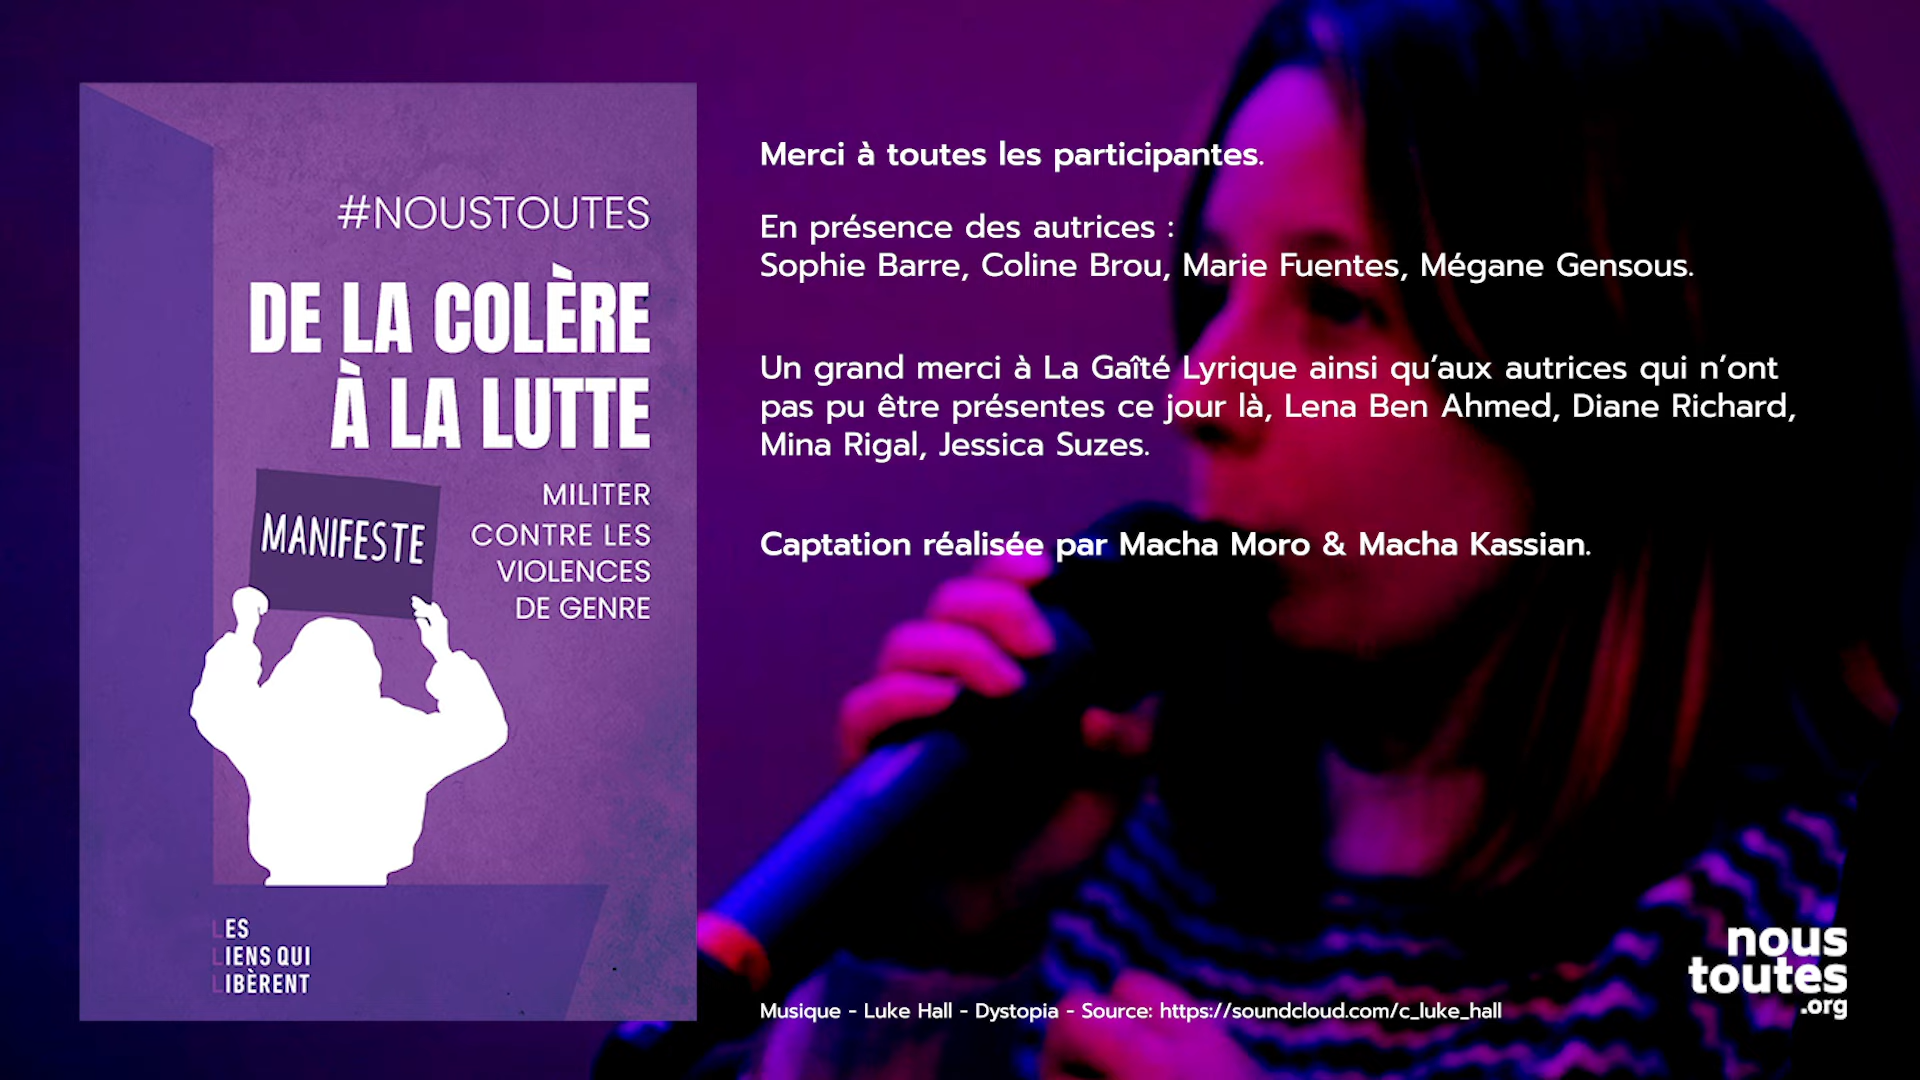 #NOUSTOUTES
DE LA COLÈRE
À LA LUTTE
MANIFESTE
MILITER
CONTRE LES
VIOLENCES
DE GENRE
LES
LIENS QUI
LIBÈRENT
Merci à toutes les participantes.
En présence des autrices :
Sophie Barre, Coline Brou, Marie Fuentes, Mégane Gensous.
Un grand merci à La Gaîté Lyrique ainsi qu’aux autrices qui n’ont
pas pu être présentes ce jour là, Lena Ben Ahmed, Diane Richard,
Mina Rigal, Jessica Suzes.
Captation réalisée par Macha Moro & Macha Kassian.
Musique - Luke Hall - Dystopia - Source: https://soundcloud.com/c_luke_hall
nous
toutes
.org